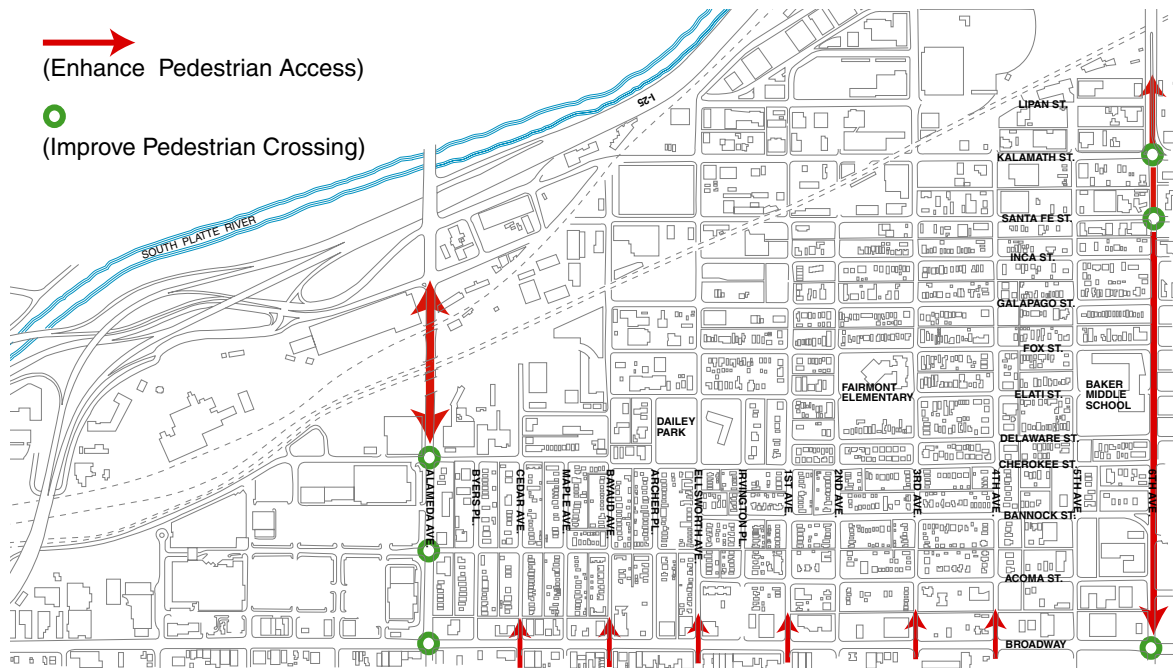 (Enhance Pedestrian Access)
(Improve Pedestrian Crossing)
I-25
SOUTH PLATTE RIVER
LIPAN ST.
KALAMATH ST.
SANTA FE ST.
INCA ST.
GALAPAGO ST.
FOX ST.
FAIRMONT
ELEMENTARY
ELATI ST.
BAKER
MIDDLE
SCHOOL
DAILEY
PARK
DELAWARE ST.
CHEROKEE ST.
ALAMEDA AVE.
BYERS PL.
CEDAR AVE.
MAPLE AVE.
BAYAUD AVE.
ARCHER PL.
ELLSWORTH AVE.
IRVINGTON PL.
1ST AVE.
2ND AVE.
3RD AVE.
4TH AVE.
5TH AVE.
6TH AVE
BANNOCK ST.
ACOMA ST.
BROADWAY